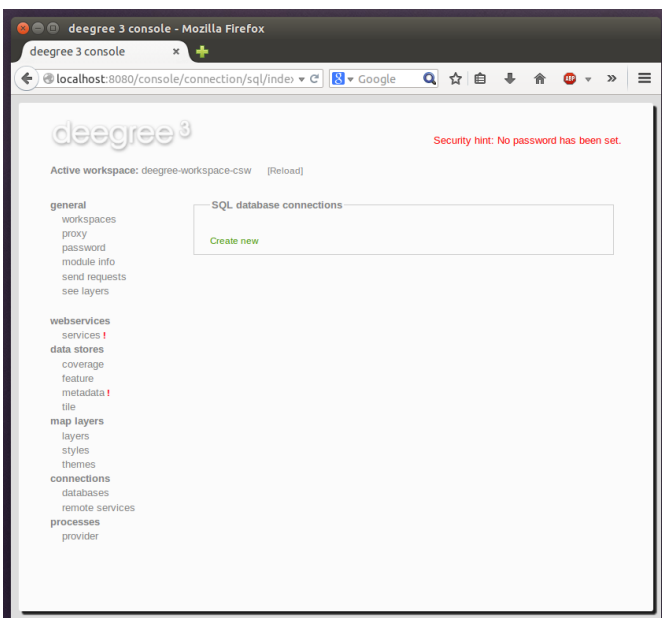 deegree 3 console - Mozilla Firefox
deegree 3 console
localhost:8080/console/connection/sql/index
8 Google
ABP
deegree 3
Security hint: No password has been set.
Active workspace: deegree-workspace-csw [Reload]
general
workspaces
proxy
password
module info
send requests
see layers
webservices
services !
data stores
coverage
feature
metadata !
tile
map layers
layers
styles
themes
connections
databases
remote services
processes
provider
SQL database connections
Create new